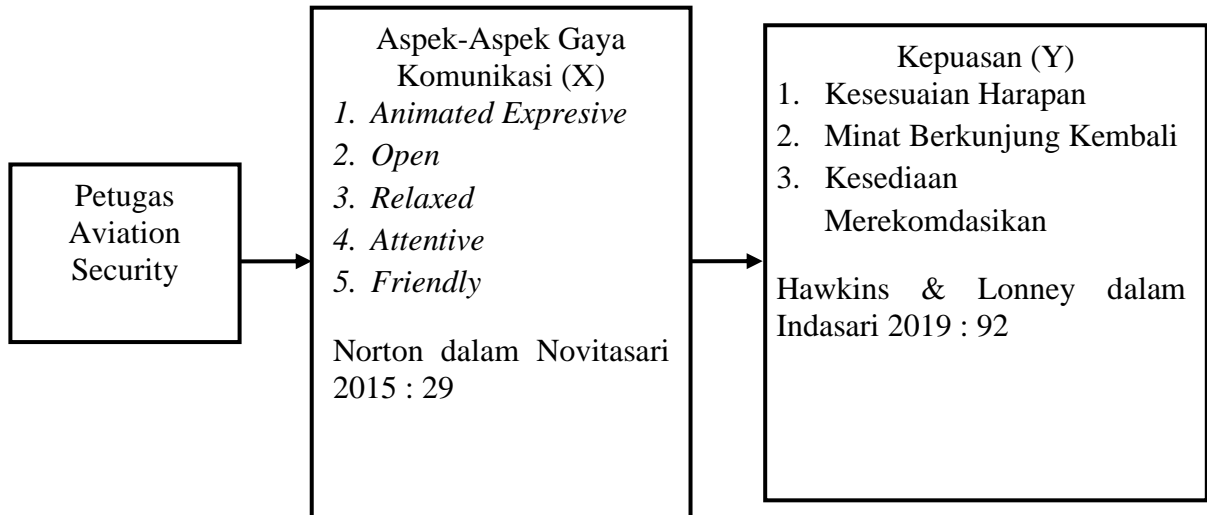 Petugas
Aviation
Security
Aspek-Aspek Gaya
Komunikasi (X)
1. Animated Expresive
2. Open
3. Relaxed
4. Attentive
5. Friendly
Norton dalam Novitasari
2015 : 29
Kepuasan (Y)
1. Kesesuaian Harapan
2. Minat Berkunjung Kembali
3. Kesediaan
Merekomdasikan
Hawkins & Lonney dalam
Indasari 2019 : 92